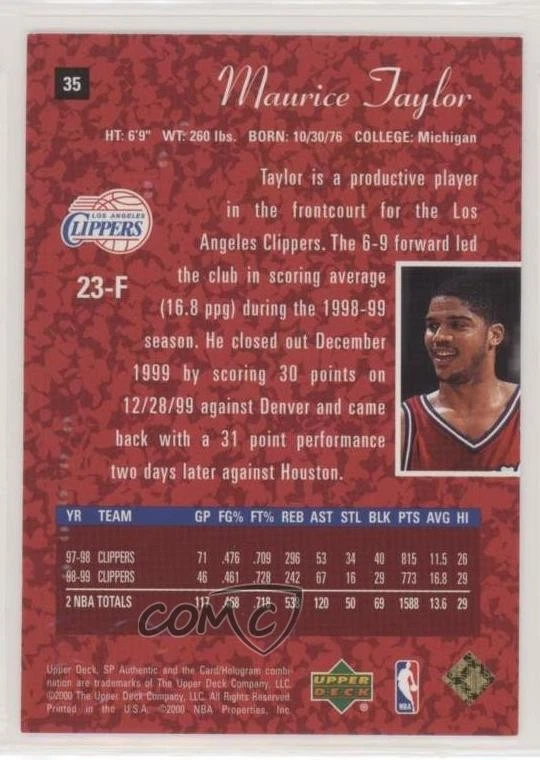 35
Maurice Taylor
HT: 6'9" WT: 260 lbs. BORN: 10/30/76 COLLEGE: Michigan
LOS ANGELES
CLIPPERS
23-F
Taylor is a productive player
in the frontcourt for the Los
Angeles Clippers. The 6-9 forward led
the club in scoring average
(16.8 ppg) during the 1998-99
season. He closed out December
1999 by scoring 30 points on
12/28/99 against Denver and came
back with a 31 point performance
two days later against Houston.
YR TEAM GP FG% FT% REB AST STL BLK PTS AVG HI
97-98 CLIPPERS 71 .476 .709 296 53 34 40 815 11.5 26
98-99 CLIPPERS 46 .461 .728 242 67 16 29 773 16.8 29
2 NBA TOTALS 117 .468 .718 538 120 50 69 1588 13.6 29
COMC
Upper Deck, SP Authentic and the Card/Hologram combi-
nation are trademarks of The Upper Deck Company, LLC.
©2000 The Upper Deck Company, LLC. All Rights Reserved.
Printed in the U.S.A. ©2000 NBA Properties, Inc.
UPPER
DECK
NBA